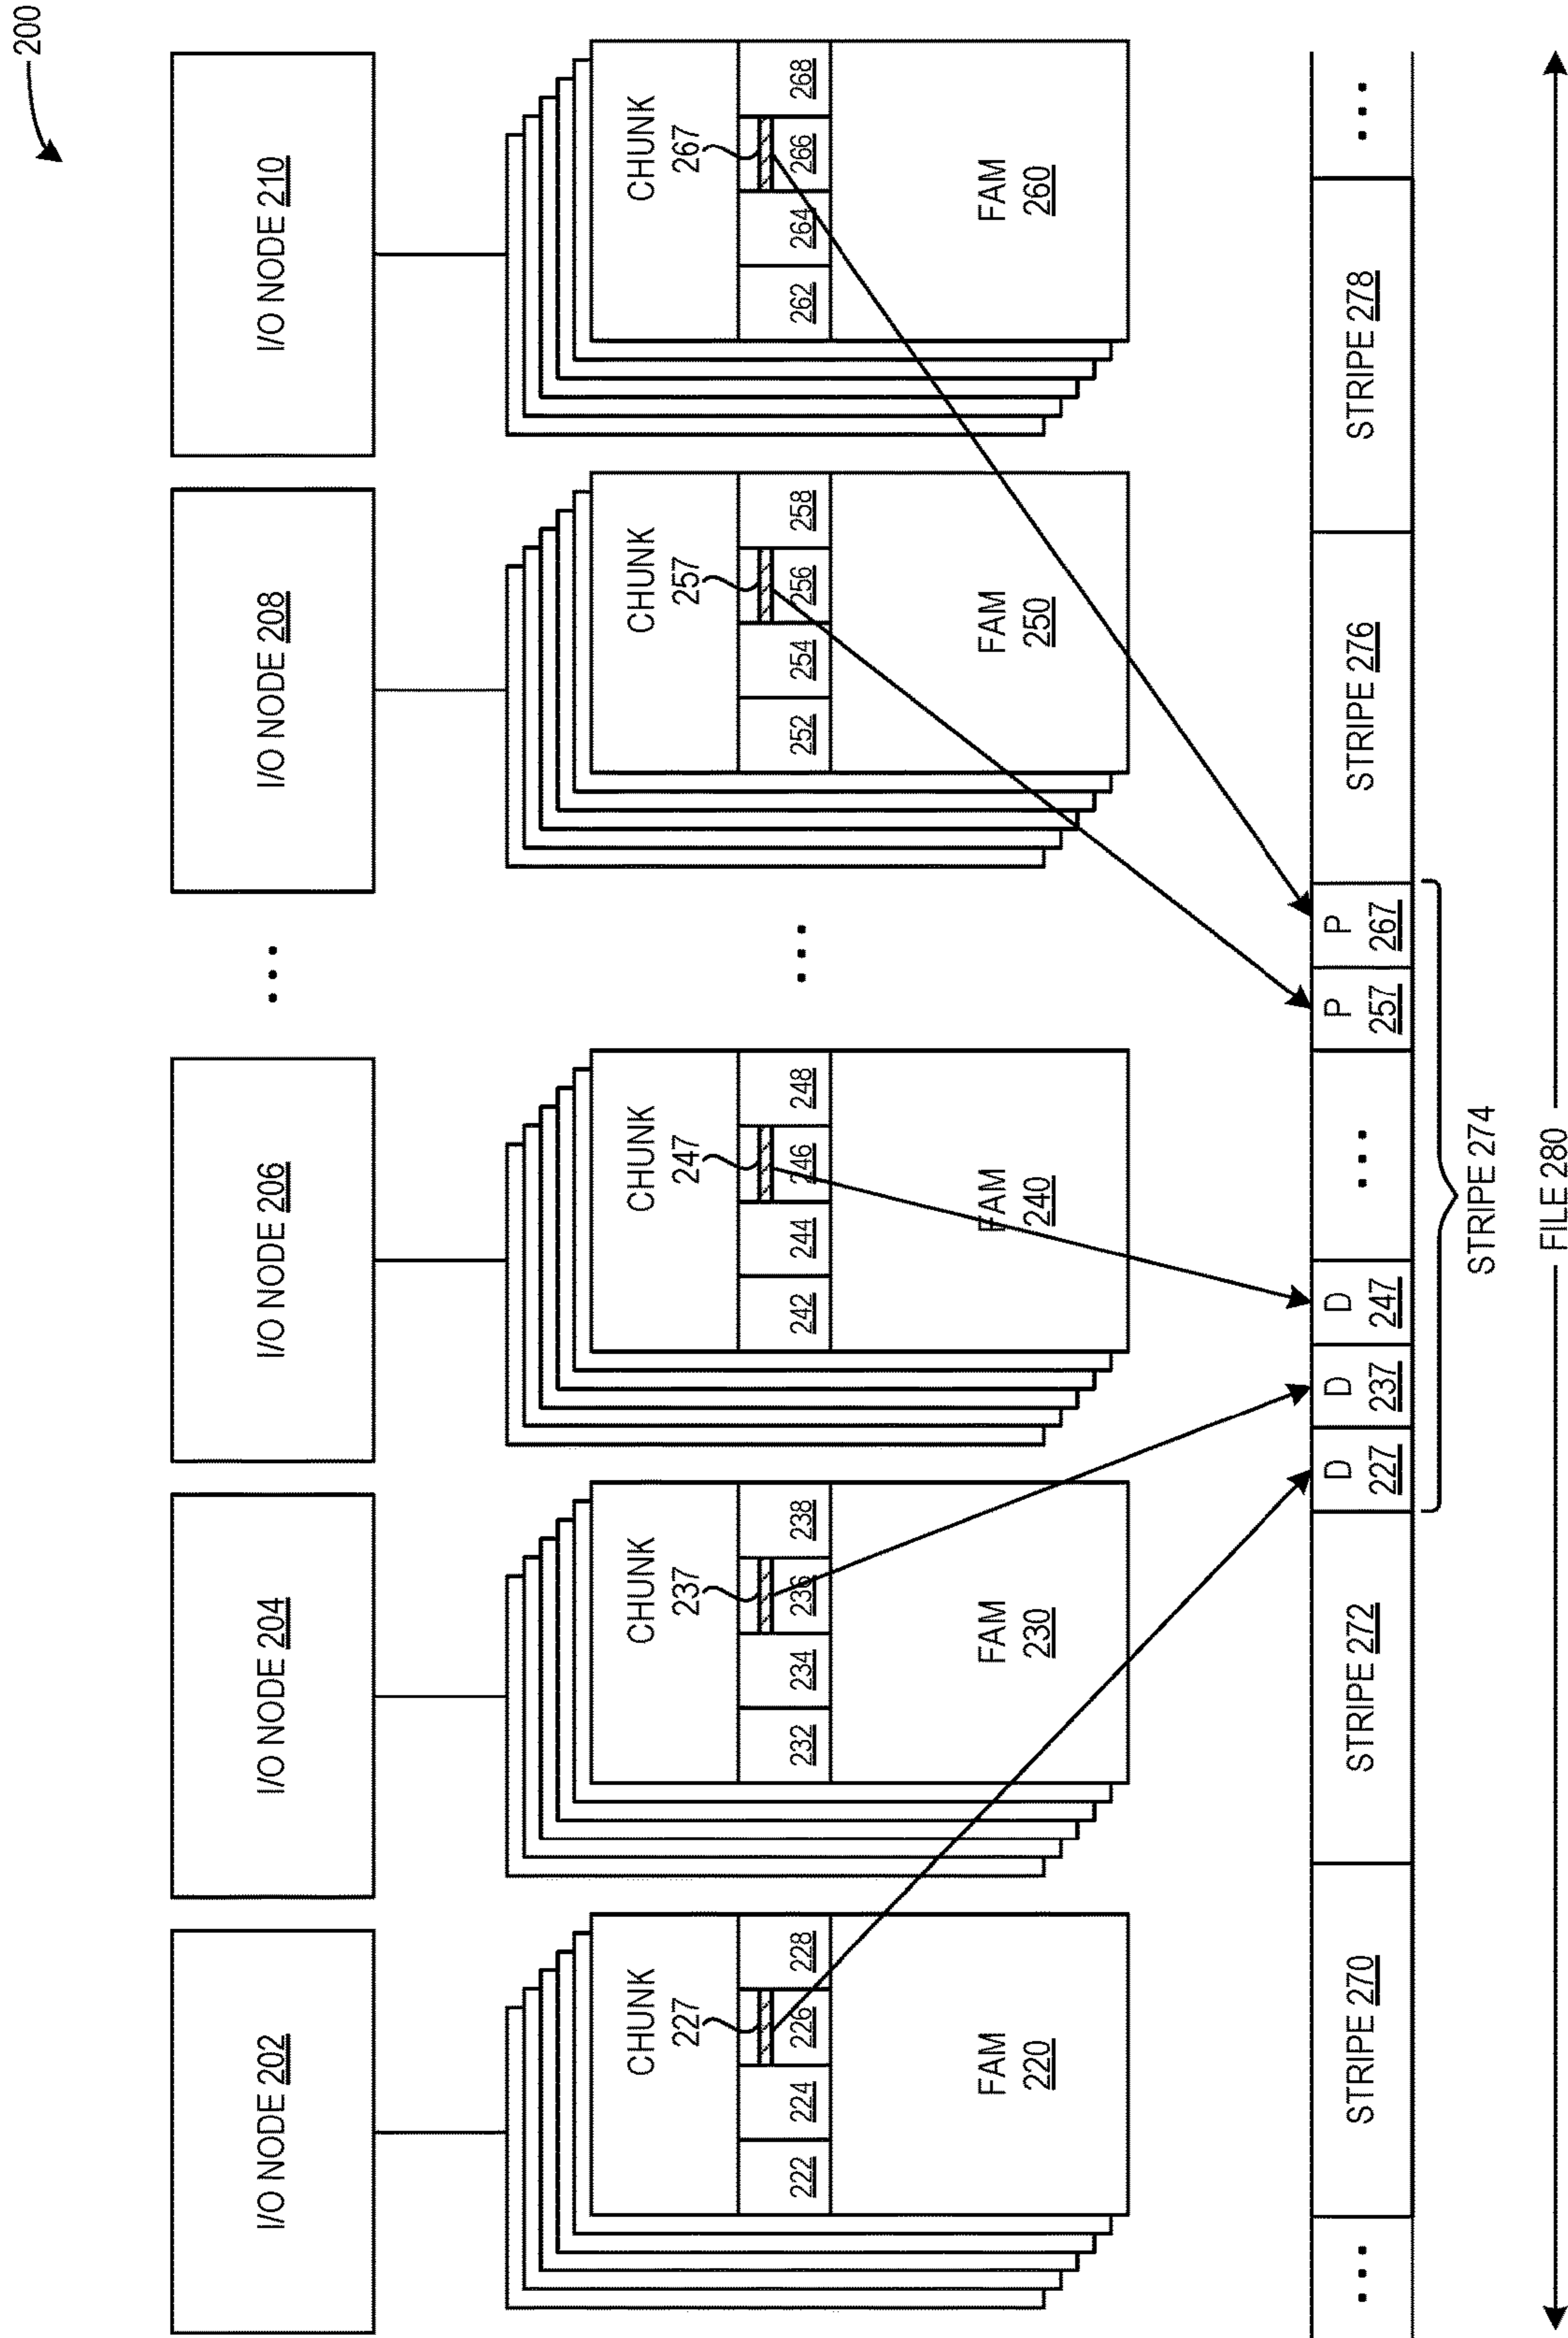 200
I/O NODE 202
I/O NODE 204
I/O NODE 206
...
I/O NODE 208
I/O NODE 210
CHUNK
227
222
224
226
228
FAM
220
CHUNK
237
232
234
236
238
FAM
230
CHUNK
247
242
244
246
248
FAM
240
...
CHUNK
257
252
254
256
258
FAM
250
CHUNK
267
262
264
266
268
FAM
260
...
STRIPE 270
STRIPE 272
D
227
D
237
D
247
...
P
257
P
267
STRIPE 276
STRIPE 278
...
STRIPE 274
FILE 280